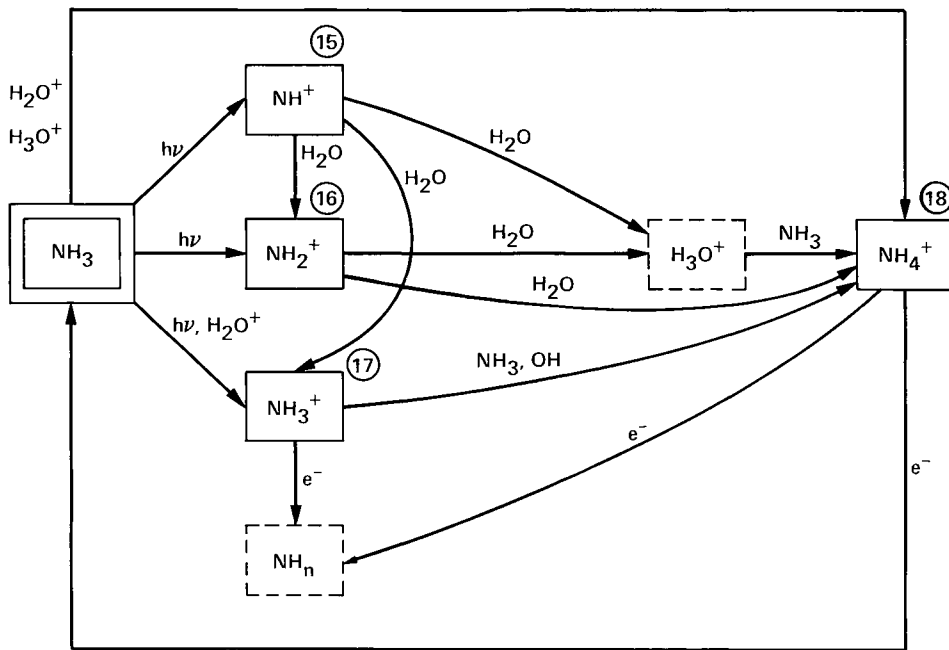 15
H₂O⁺
H₃O⁺
NH⁺
hν
H₂O
H₂O
H₂O
16
18
NH₃
hν
NH₂⁺
H₂O
H₃O⁺
NH₃
NH₄⁺
H₂O
hν, H₂O⁺
17
NH₃⁺
NH₃, OH
e⁻
e⁻
e⁻
NHₙ